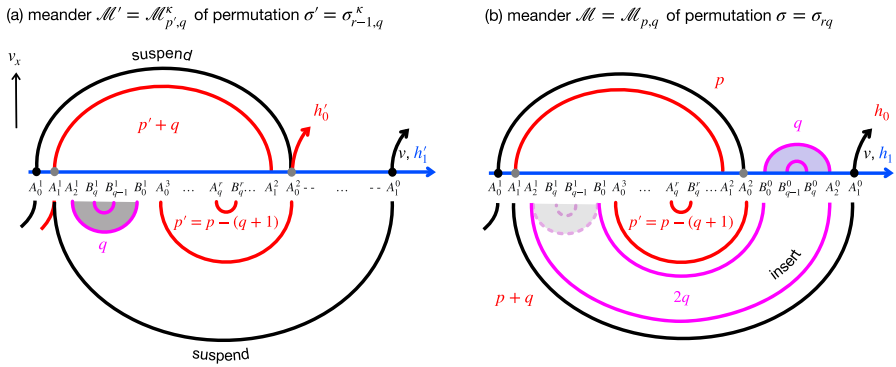 (a) meander ℳ′ = ℳ^κ_{p′,q} of permutation σ′ = σ^κ_{r−1,q}
v_x
suspend
p′ + q
h′_0
v, h′_1
A^1_0 A^1_1 A^1_2 B^1_q B^1_{q−1} B^1_0 A^3_0 ... A^r_q B^r_q ... A^2_1 A^2_0 - - ... - - A^0_1
q
p′ = p − (q + 1)
suspend
(b) meander ℳ = ℳ_{p,q} of permutation σ = σ_{rq}
p
q
h_0
v, h_1
A^1_0 A^1_1 A^1_2 B^1_q B^1_{q−1} B^1_0 A^3_0 ... A^r_q B^r_q ... A^2_1 A^2_0 B^0_0 B^0_{q−1} B^0_q A^0_2 A^0_1
p′ = p − (q + 1)
insert
p + q
2q